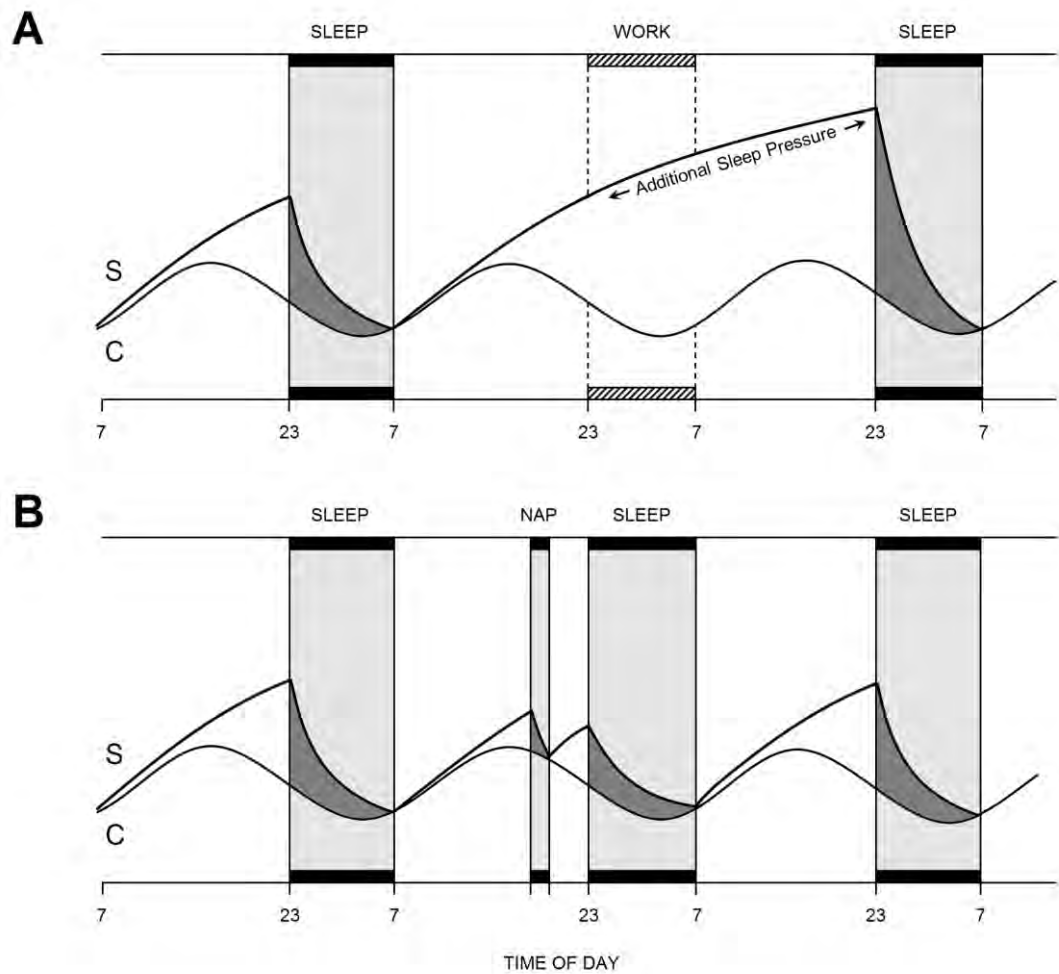 A
SLEEP WORK SLEEP
Additional Sleep Pressure
S
C
7 23 7 23 7 23 7
B
SLEEP NAP SLEEP SLEEP
S
C
7 23 7 23 7 23 7
TIME OF DAY